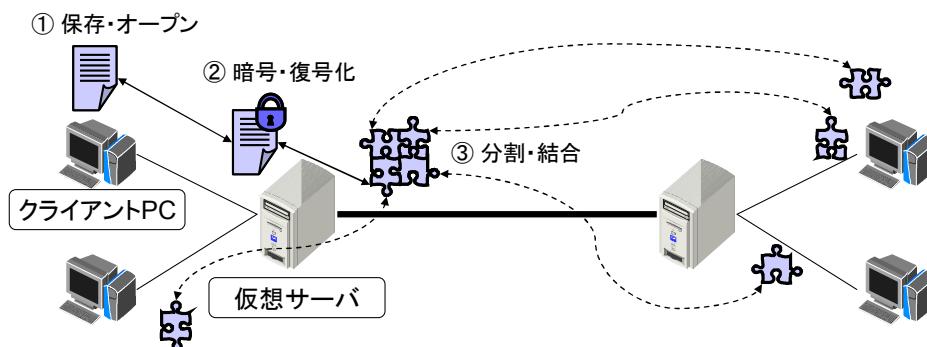 ① 保存・オープン
② 暗号・復号化
③ 分割・結合
クライアントPC
仮想サーバ